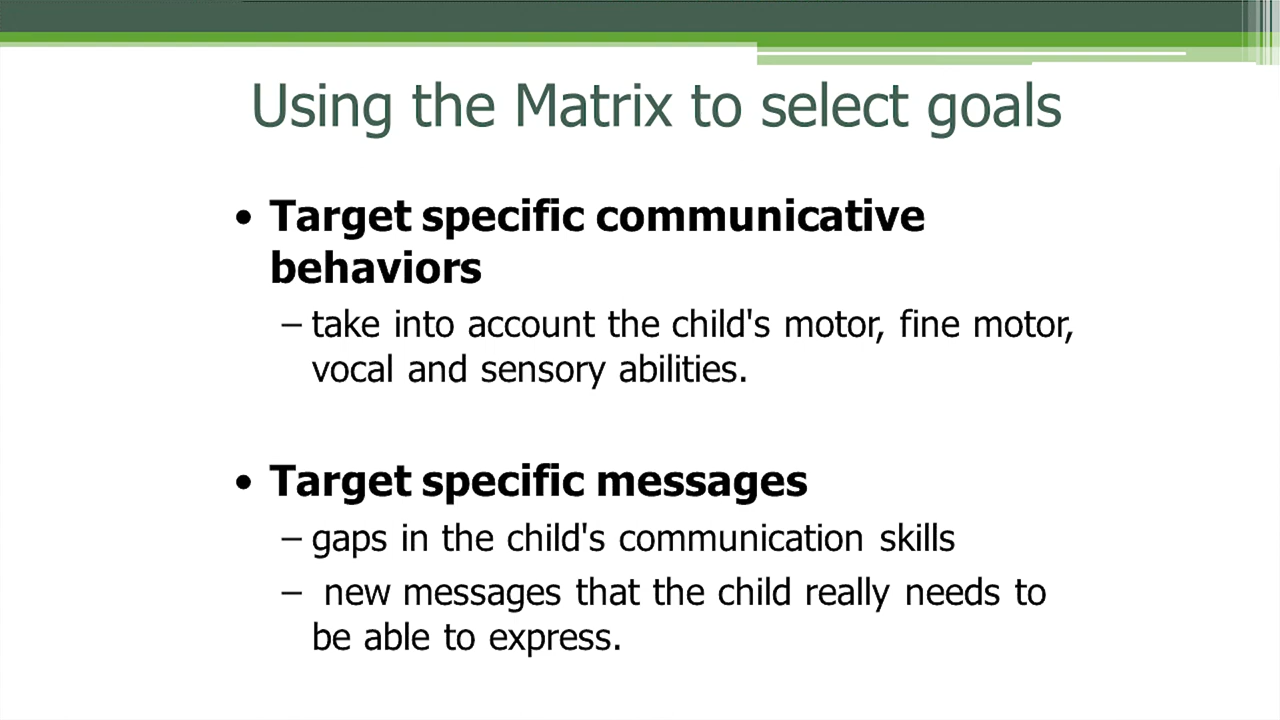 Using the Matrix to select goals
• Target specific communicative
behaviors
– take into account the child's motor, fine motor,
vocal and sensory abilities.
• Target specific messages
– gaps in the child's communication skills
– new messages that the child really needs to
be able to express.